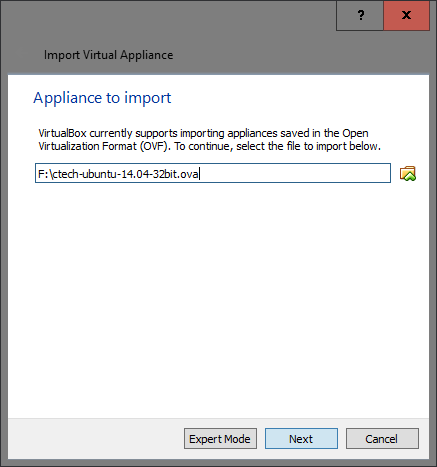 ? X
Import Virtual Appliance
Appliance to import
VirtualBox currently supports importing appliances saved in the Open
Virtualization Format (OVF). To continue, select the file to import below.
F:\ctech-ubuntu-14.04-32bit.ova
Expert Mode Next Cancel